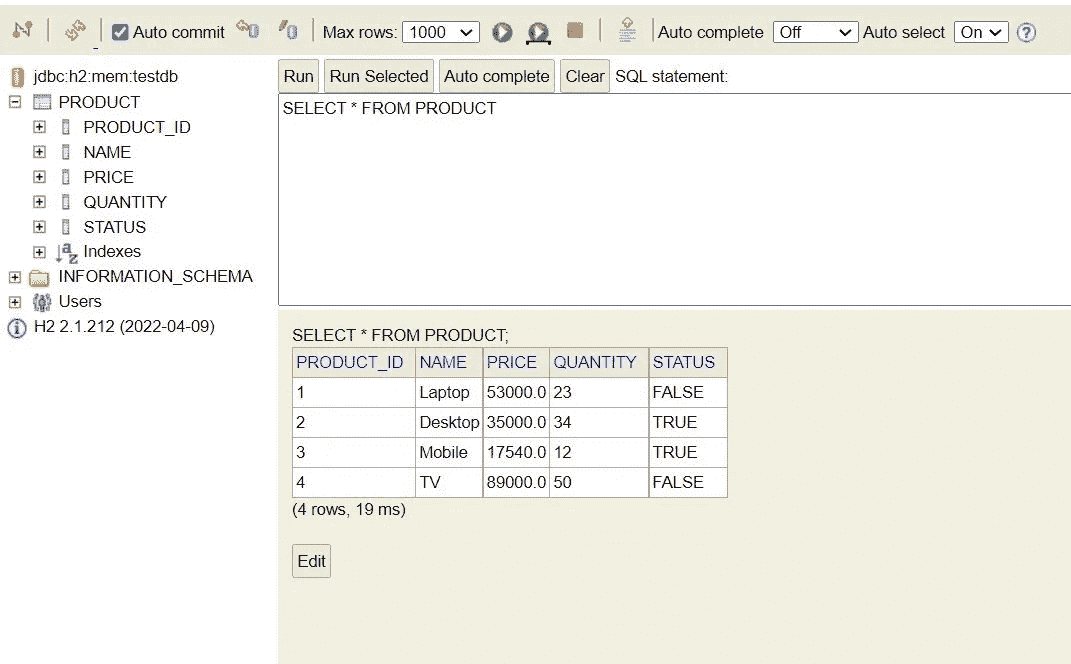 Auto commit Max rows: 1000 Auto complete Off Auto select On ?
jdbc:h2:mem:testdb
PRODUCT
PRODUCT_ID
NAME
PRICE
QUANTITY
STATUS
Indexes
INFORMATION_SCHEMA
Users
H2 2.1.212 (2022-04-09)
Run Run Selected Auto complete Clear SQL statement:
SELECT * FROM PRODUCT
SELECT * FROM PRODUCT;
PRODUCT_ID NAME PRICE QUANTITY STATUS
1 Laptop 53000.0 23 FALSE
2 Desktop 35000.0 34 TRUE
3 Mobile 17540.0 12 TRUE
4 TV 89000.0 50 FALSE
(4 rows, 19 ms)
Edit